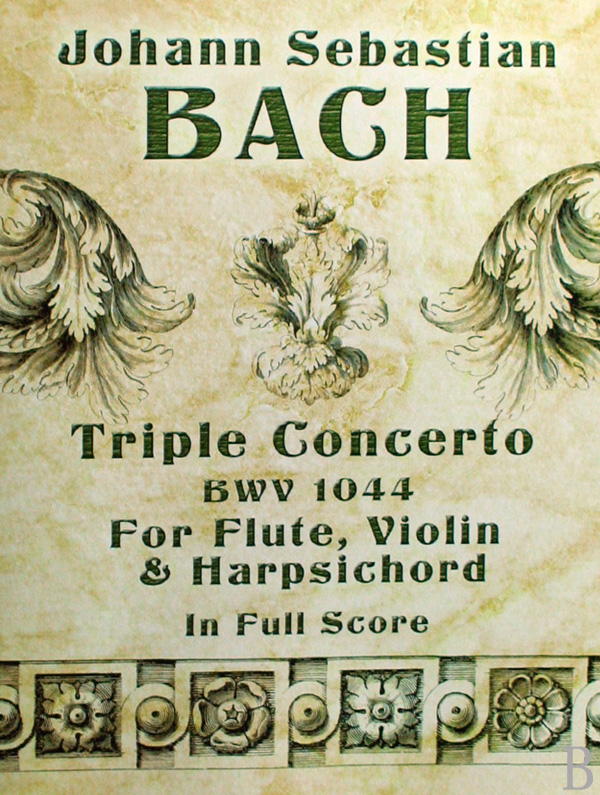 Johann Sebastian
BACH
Triple Concerto
BWV 1044
For Flute, Violin
& Harpsichord
In Full Score
B